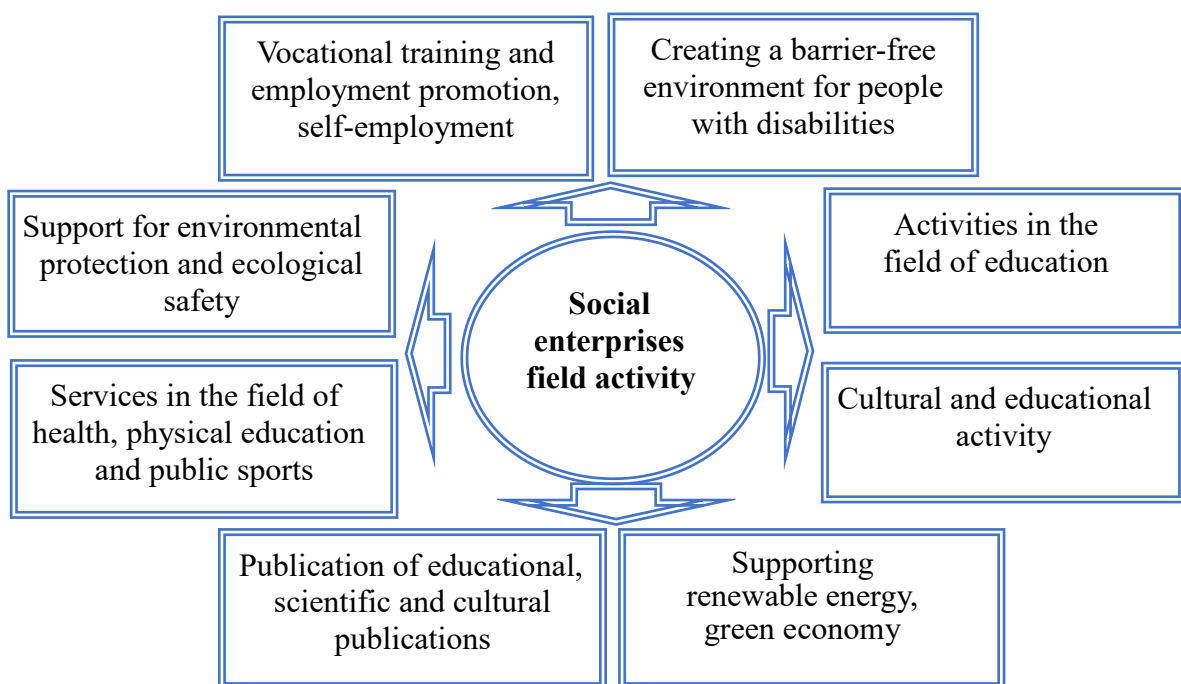 Vocational training and
employment promotion,
self-employment
Creating a barrier-free
environment for people
with disabilities
Support for environmental
protection and ecological
safety
Activities in the
field of education
Social
enterprises
field activity
Services in the field of
health, physical education
and public sports
Cultural and educational
activity
Publication of educational,
scientific and cultural
publications
Supporting
renewable energy,
green economy